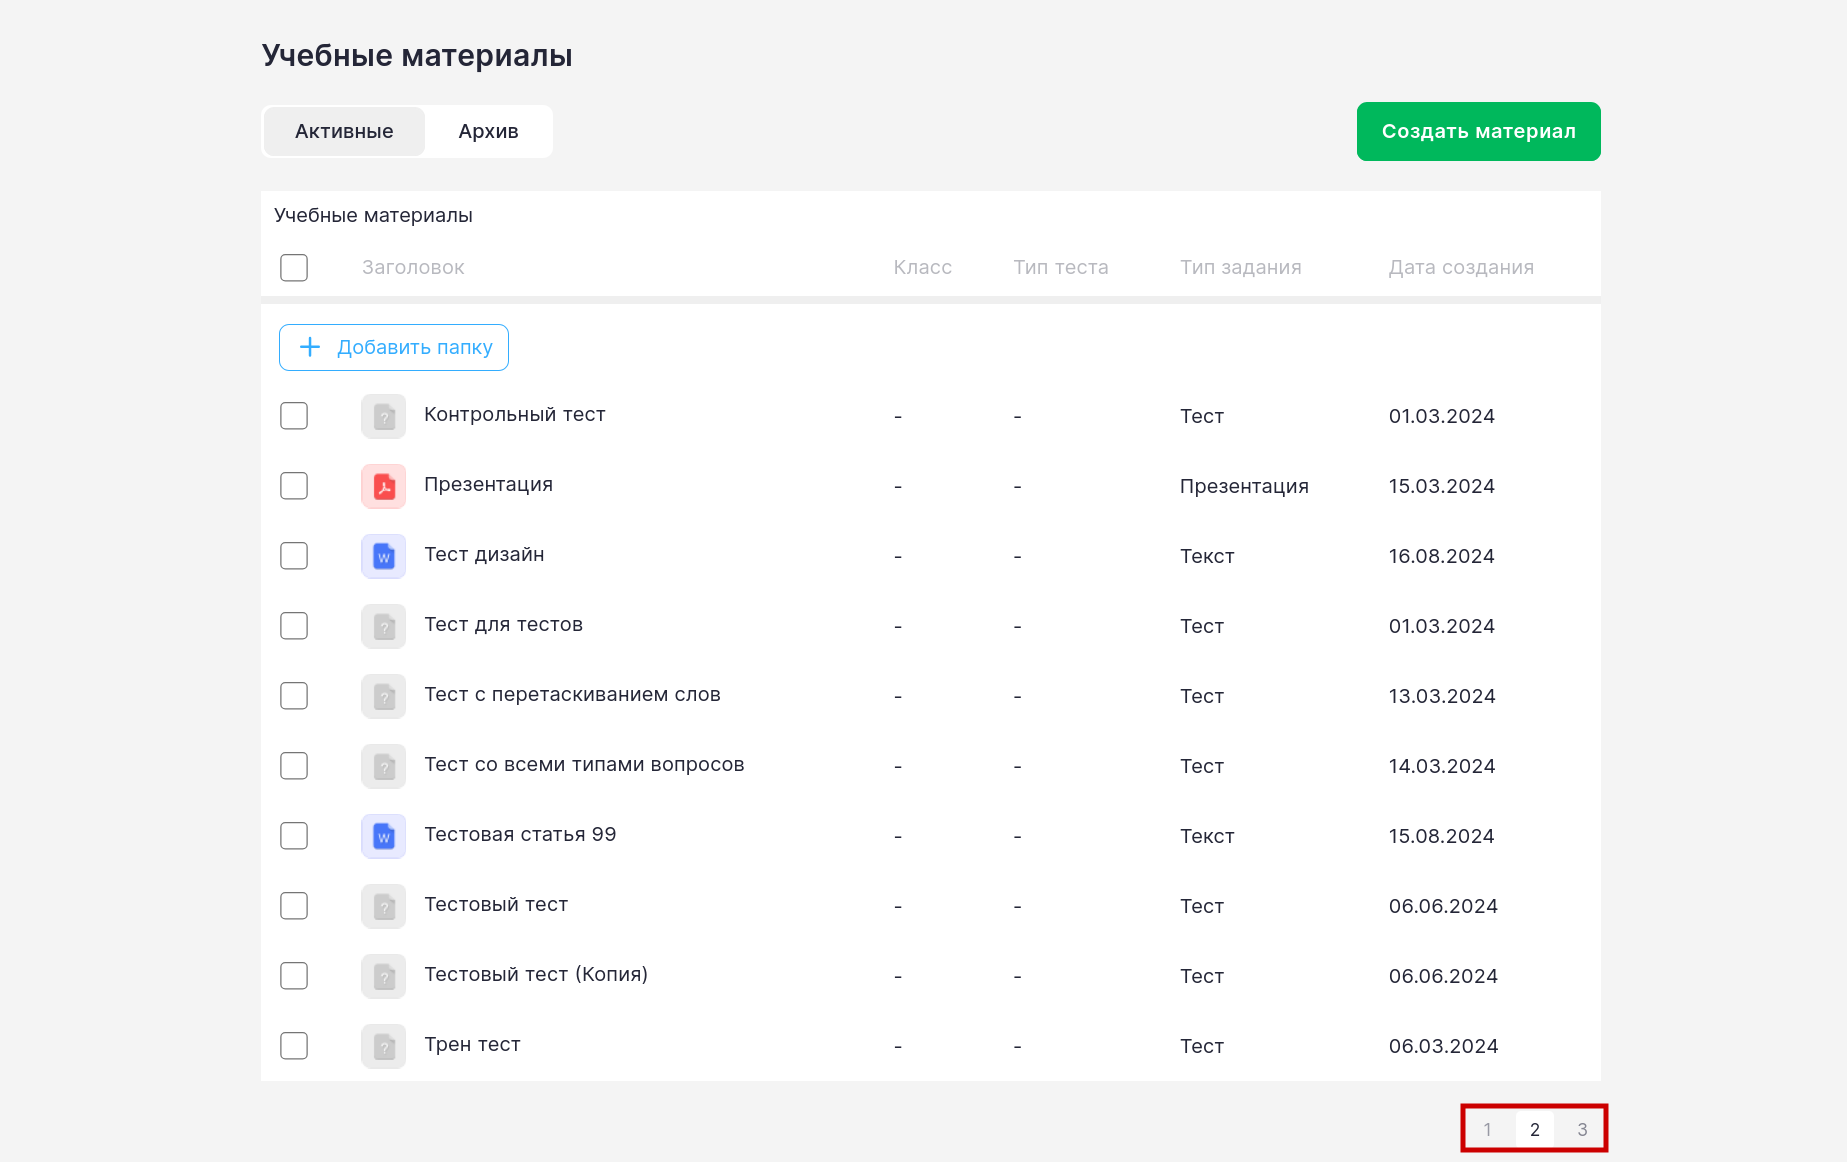 Учебные материалы
Активные Архив Создать материал
Учебные материалы
Заголовок Класс Тип теста Тип задания Дата создания
+ Добавить папку
Контрольный тест - - Тест 01.03.2024
Презентация - - Презентация 15.03.2024
W Тест дизайн - - Текст 16.08.2024
Тест для тестов - - Тест 01.03.2024
Тест с перетаскиванием слов - - Тест 13.03.2024
Тест со всеми типами вопросов - - Тест 14.03.2024
W Тестовая статья 99 - - Текст 15.08.2024
Тестовый тест - - Тест 06.06.2024
Тестовый тест (Копия) - - Тест 06.06.2024
Трен тест - - Тест 06.03.2024
1 2 3